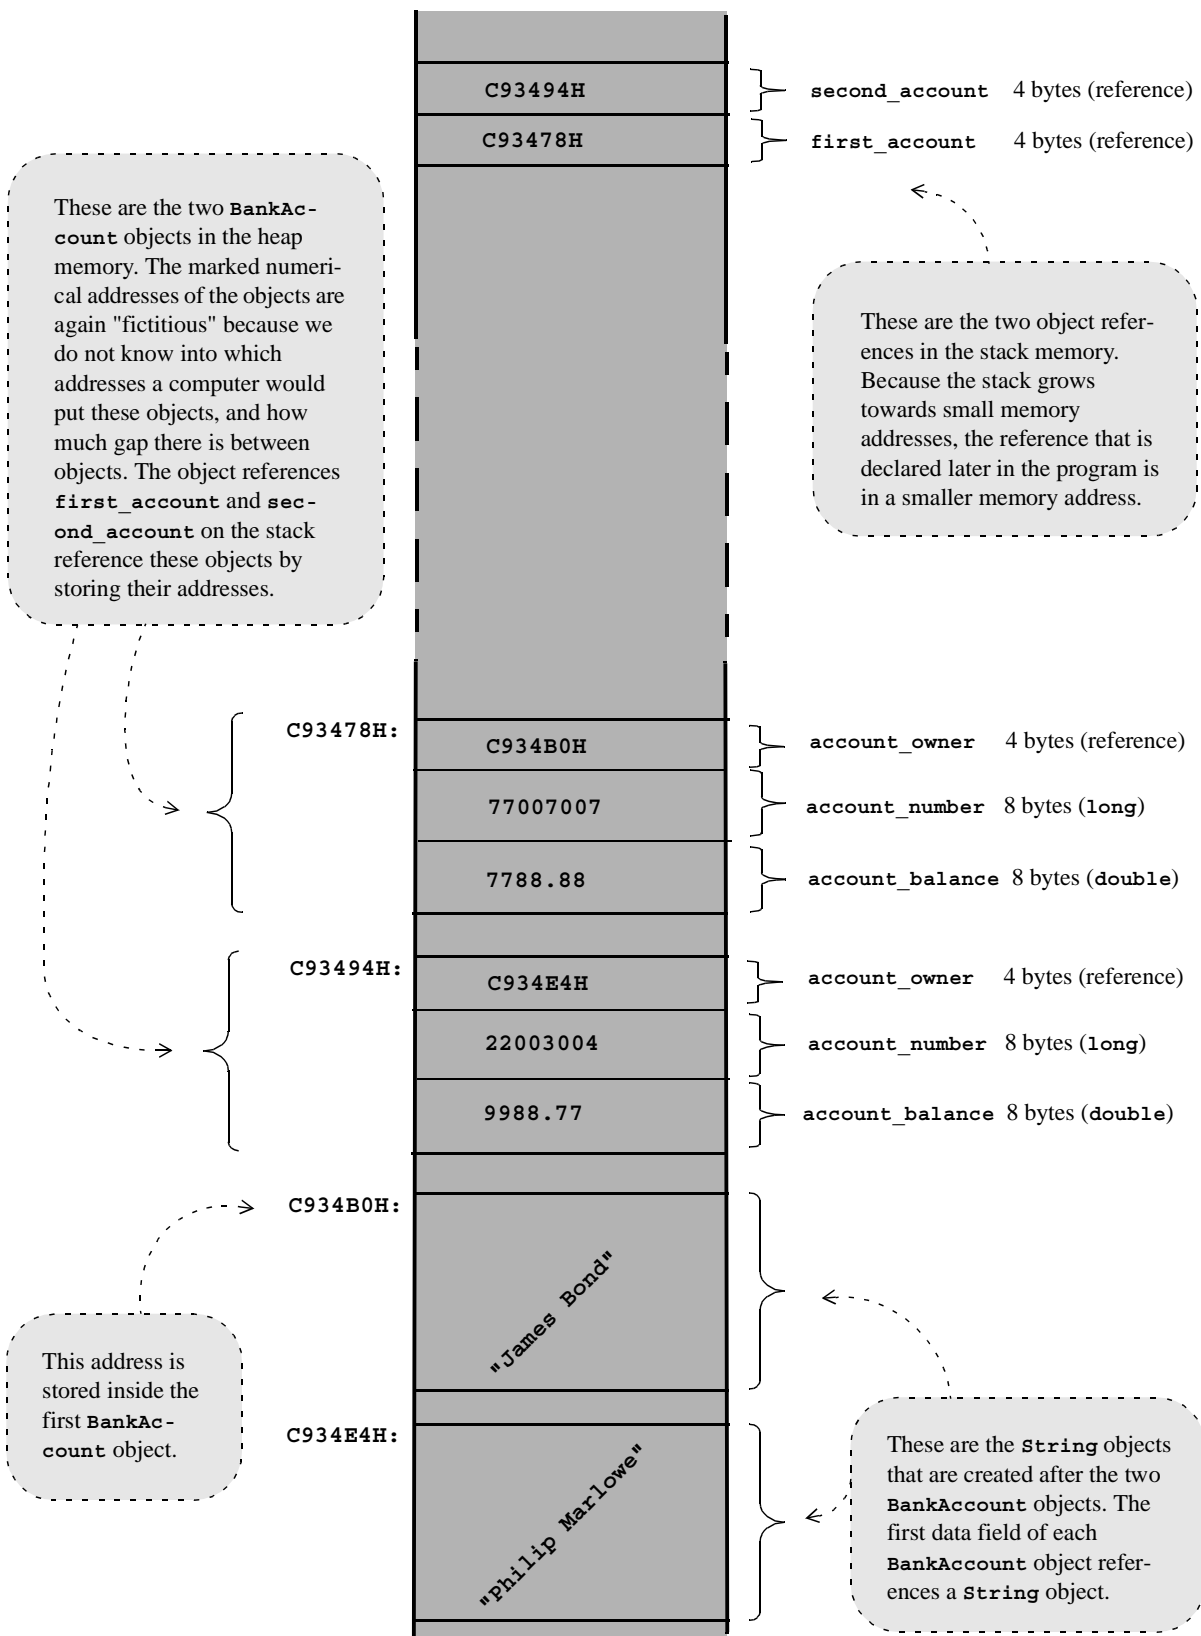 C93494H
second_account 4 bytes (reference)
C93478H
first_account 4 bytes (reference)
These are the two BankAc-
count objects in the heap
memory. The marked numeri-
cal addresses of the objects are
again "fictitious" because we
do not know into which
addresses a computer would
put these objects, and how
much gap there is between
objects. The object references
first_account and sec-
ond_account on the stack
reference these objects by
storing their addresses.
These are the two object refer-
ences in the stack memory.
Because the stack grows
towards small memory
addresses, the reference that is
declared later in the program is
in a smaller memory address.
C93478H:
C934B0H
account_owner 4 bytes (reference)
77007007
account_number 8 bytes (long)
7788.88
account_balance 8 bytes (double)
C93494H:
C934E4H
account_owner 4 bytes (reference)
22003004
account_number 8 bytes (long)
9988.77
account_balance 8 bytes (double)
C934B0H:
"James Bond"
This address is
stored inside the
first BankAc-
count object.
C934E4H:
"Philip Marlowe"
These are the String objects
that are created after the two
BankAccount objects. The
first data field of each
BankAccount object refer-
ences a String object.